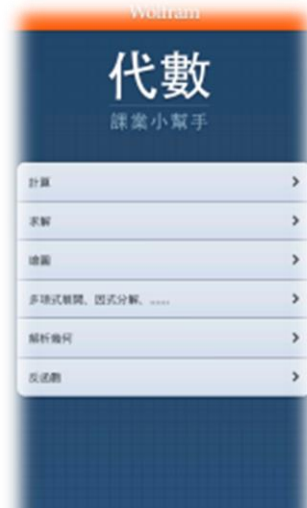 Wolfram
代數
課業小幫手
計算
求解
繪圖
多項式展開、因式分解、......
解析幾何
反函數